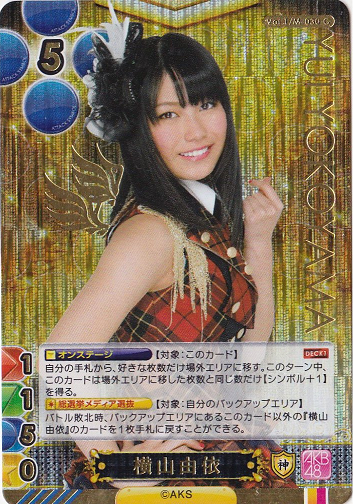 Vol.1/M-030 G
5
YUI YOKOYAMA
オンステージ 【対象:このカード】 DECK1
自分の手札から、好きな枚数だけ場外エリアに移す。このターン中、
このカードは場外エリアに移した枚数と同じ数だけ[シンボル+1]
を得る。
総選挙メディア選抜 【対象:自分のバックアップエリア】
バトル敗北時、バックアップエリアにあるこのカード以外の『横山
由依』のカードを1枚手札に戻すことができる。
1
1
5
0
横山由依
神
AKB
48
©AKS